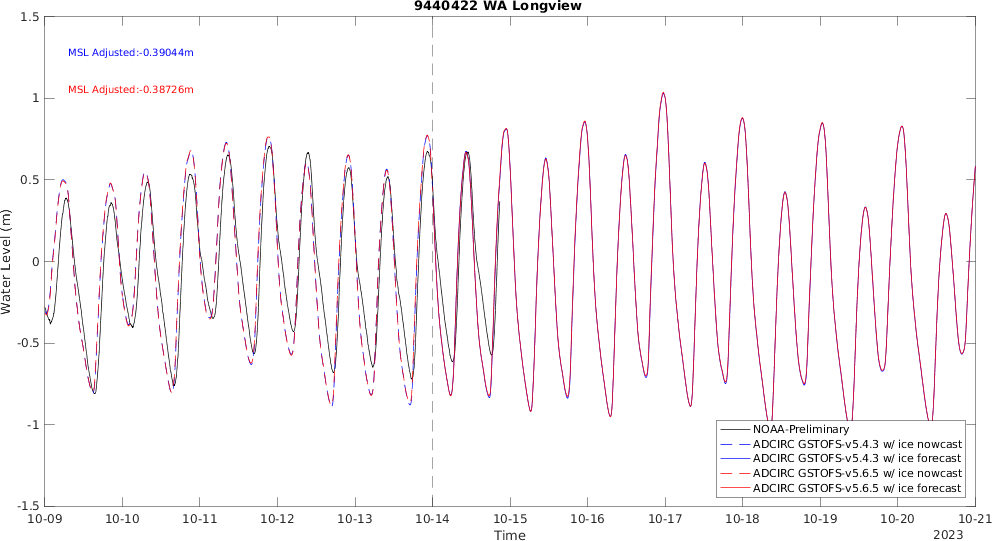 9440422 WA Longview
MSL Adjusted:-0.39044m
MSL Adjusted:-0.38726m
Water Level (m)
1.5
1
0.5
0
-0.5
-1
-1.5
NOAA-Preliminary
ADCIRC GSTOFS-v5.4.3 w/ ice nowcast
ADCIRC GSTOFS-v5.4.3 w/ ice forecast
ADCIRC GSTOFS-v5.6.5 w/ ice nowcast
ADCIRC GSTOFS-v5.6.5 w/ ice forecast
10-09 10-10 10-11 10-12 10-13 10-14 10-15 10-16 10-17 10-18 10-19 10-20 10-21
Time
2023